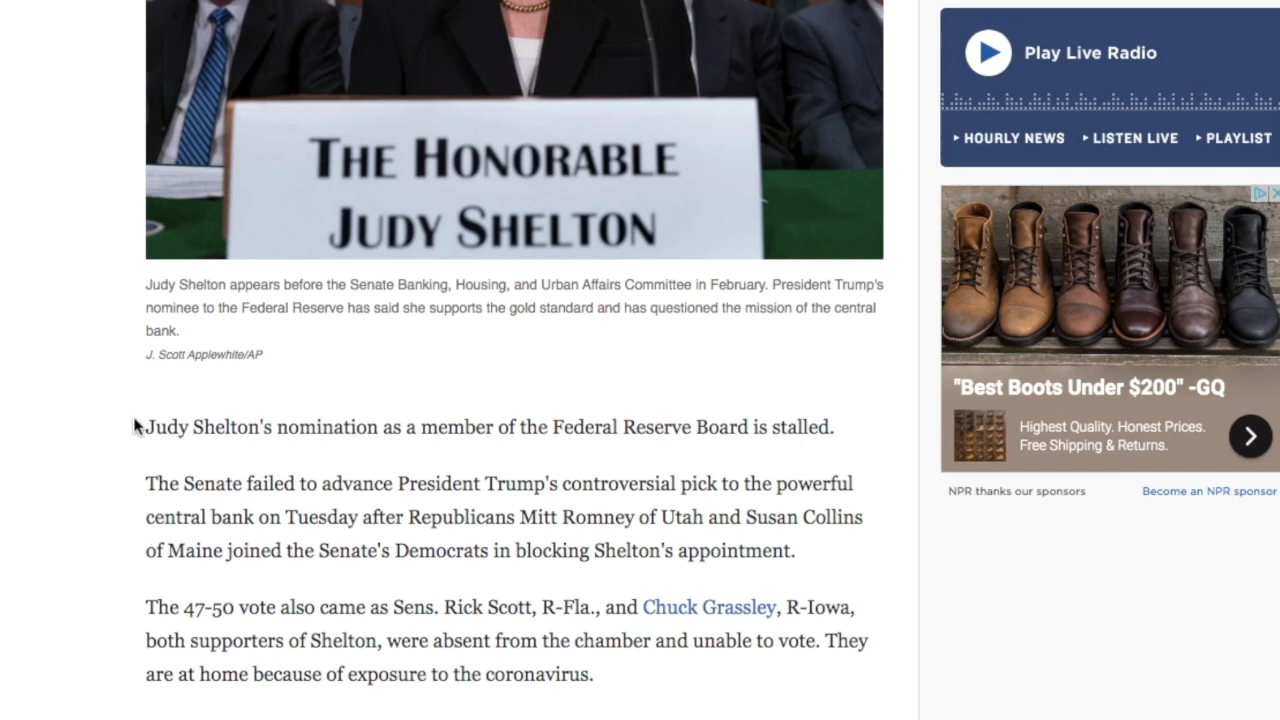 THE HONORABLE
JUDY SHELTON
Judy Shelton appears before the Senate Banking, Housing, and Urban Affairs Committee in February. President Trump's
nominee to the Federal Reserve has said she supports the gold standard and has questioned the mission of the central
bank.
J. Scott Applewhite/AP
Judy Shelton's nomination as a member of the Federal Reserve Board is stalled.
The Senate failed to advance President Trump's controversial pick to the powerful
central bank on Tuesday after Republicans Mitt Romney of Utah and Susan Collins
of Maine joined the Senate's Democrats in blocking Shelton's appointment.
The 47-50 vote also came as Sens. Rick Scott, R-Fla., and Chuck Grassley, R-Iowa,
both supporters of Shelton, were absent from the chamber and unable to vote. They
are at home because of exposure to the coronavirus.
Play Live Radio
HOURLY NEWS LISTEN LIVE PLAYLIST
"Best Boots Under $200" -GQ
Highest Quality. Honest Prices.
Free Shipping & Returns.
NPR thanks our sponsors Become an NPR sponsor